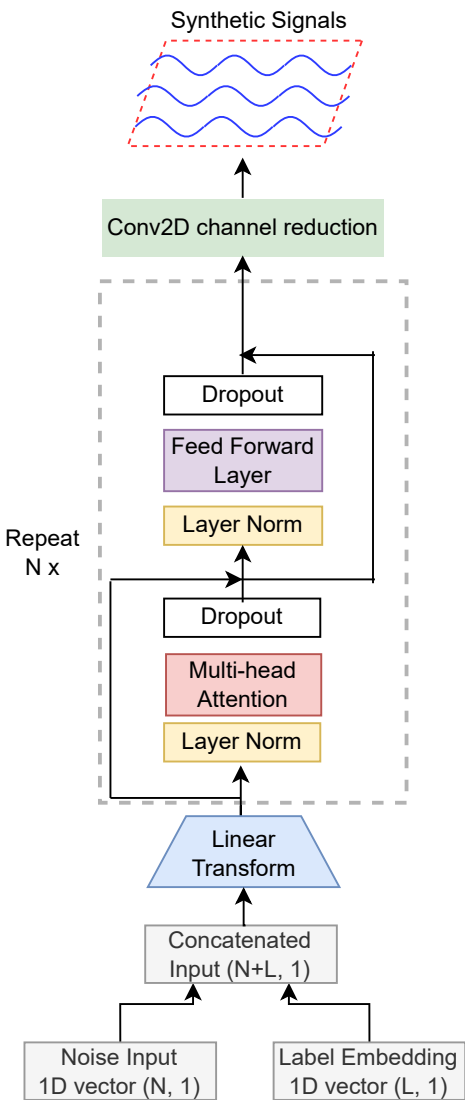 Synthetic Signals
Conv2D channel reduction
Dropout
Feed Forward
Layer
Layer Norm
Repeat
N x
Dropout
Multi-head
Attention
Layer Norm
Linear
Transform
Concatenated
Input (N+L, 1)
Noise Input
1D vector (N, 1)
Label Embedding
1D vector (L, 1)